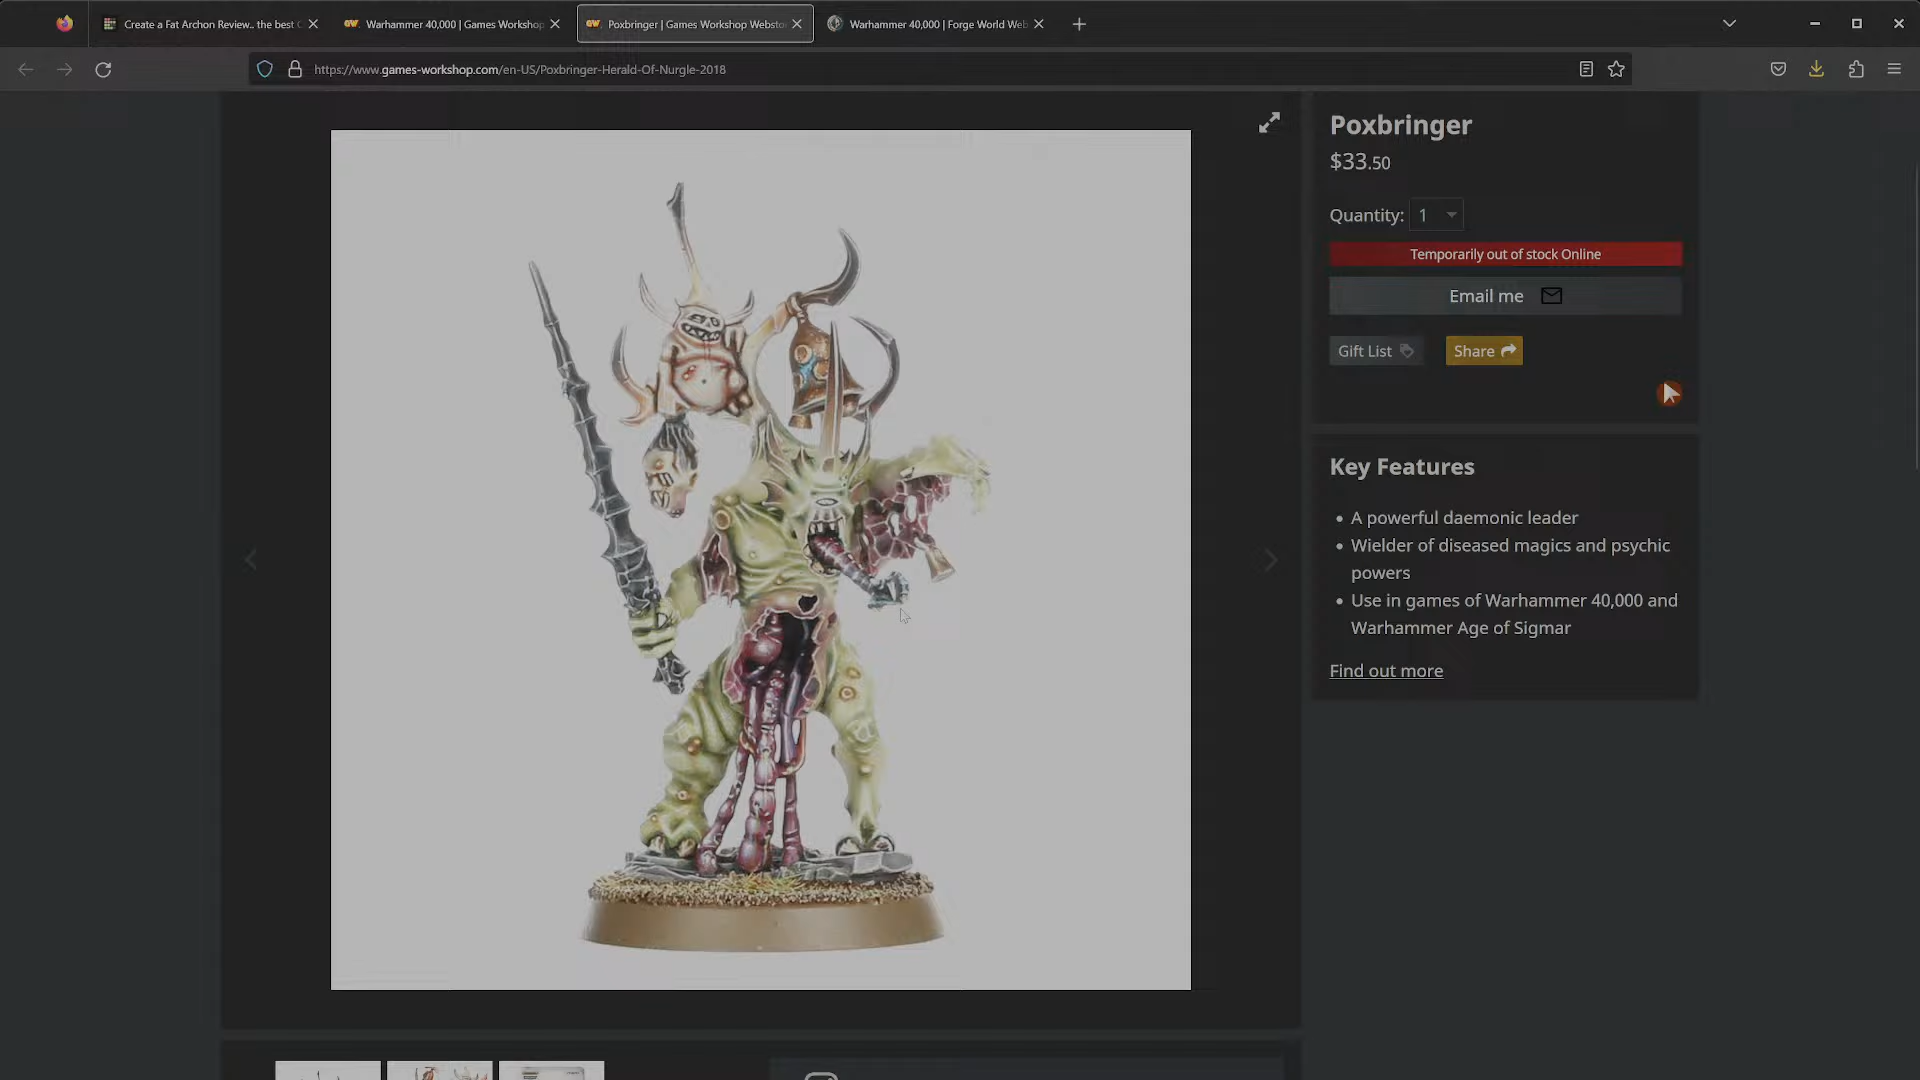 Create a Fat Archon Review.. the best
Warhammer 40,000 | Games Workshop
Poxbringer | Games Workshop Websto
Warhammer 40,000 | Forge World Web
https://www.games-workshop.com/en-US/Poxbringer-Herald-Of-Nurgle-2018
Poxbringer
$33.50
Quantity: 1
Temporarily out of stock Online
Email me
Gift List
Share
Key Features
A powerful daemonic leader
Wielder of diseased magics and psychic
powers
Use in games of Warhammer 40,000 and
Warhammer Age of Sigmar
Find out more